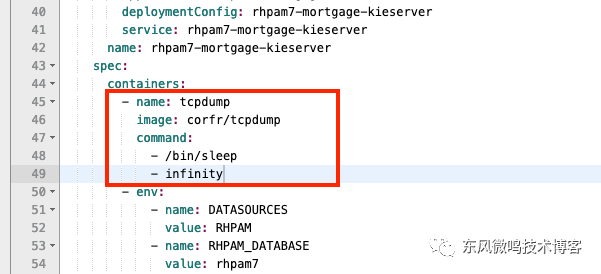 40 deploymentConfig: rhpam7-mortgage-kieserver
41 service: rhpam7-mortgage-kieserver
42 name: rhpam7-mortgage-kieserver
43 spec:
44 containers:
45 - name: tcpdump
46 image: corfr/tcpdump
47 command:
48 - /bin/sleep
49 - infinity
50 - env:
51 - name: DATASOURCES
52 value: RHPAM
53 - name: RHPAM_DATABASE
54 value: rhpam7
东风微鸣技术博客